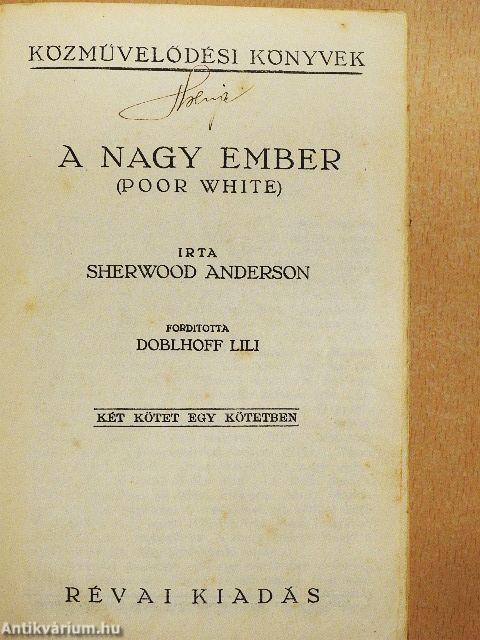 KÖZMŰVELŐDÉSI KÖNYVEK
A NAGY EMBER
(POOR WHITE)
IRTA
SHERWOOD ANDERSON
FORDITOTTA
DOBLHOFF LILI
KÉT KÖTET EGY KÖTETBEN
RÉVAI KIADÁS
Antikvárium.hu